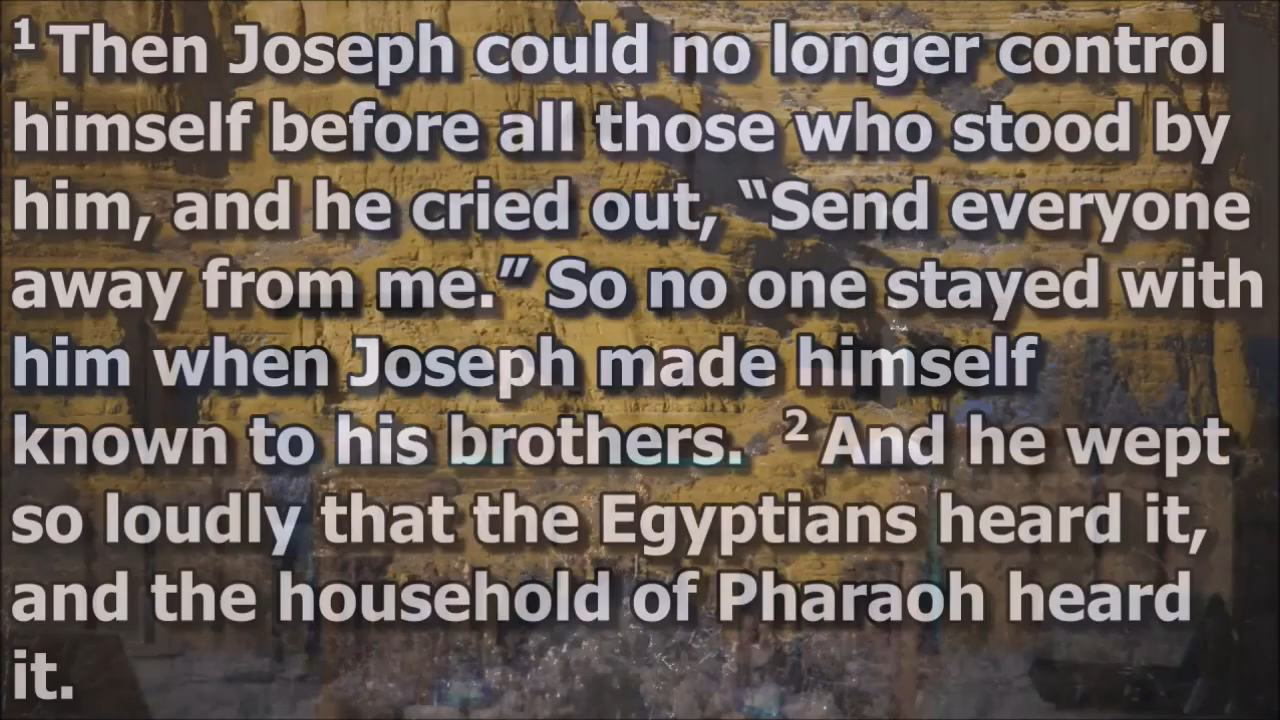 ¹ Then Joseph could no longer control
himself before all those who stood by
him, and he cried out, “Send everyone
away from me.” So no one stayed with
him when Joseph made himself
known to his brothers. ² And he wept
so loudly that the Egyptians heard it,
and the household of Pharaoh heard
it.